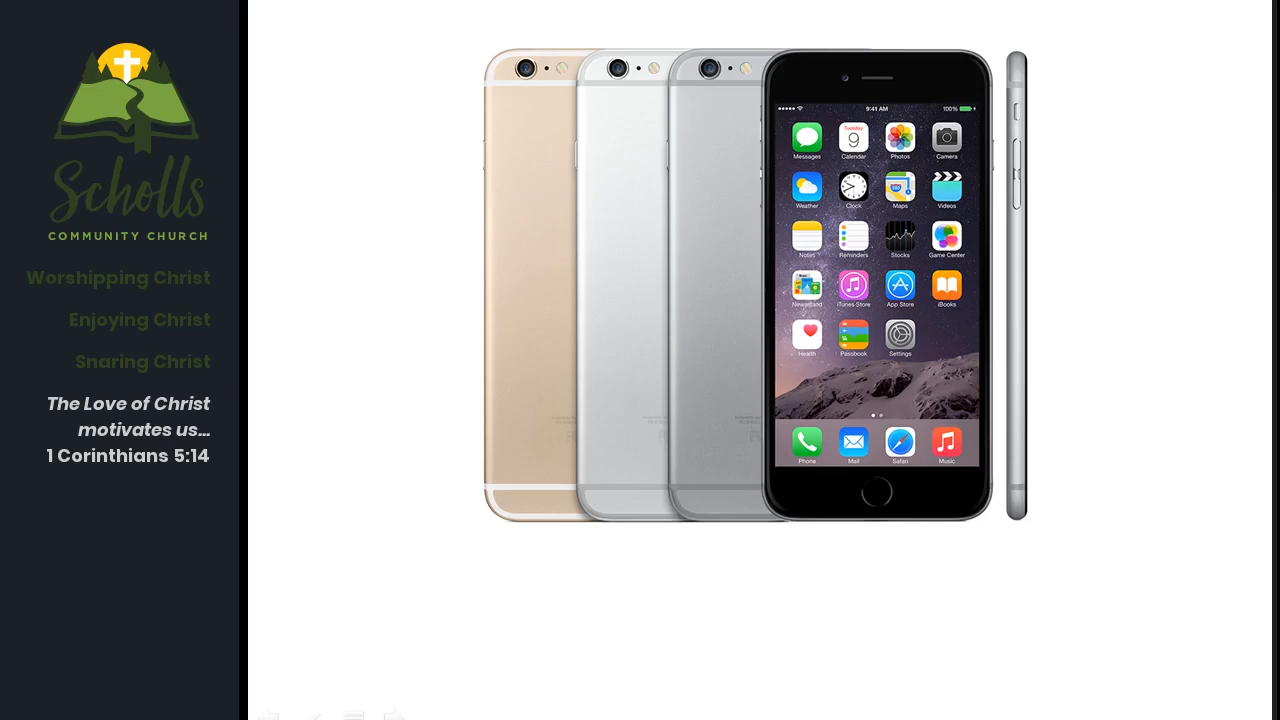 Scholls
COMMUNITY CHURCH
Worshipping Christ
Enjoying Christ
Snaring Christ
The Love of Christ
motivates us...
1 Corinthians 5:14
9:41 AM
100%
Tuesday
9
Messages
Calendar
Photos
Camera
Weather
Clock
Maps
Videos
Notes
Reminders
Stocks
Game Center
Newsstand
iTunes Store
App Store
iBooks
Health
Passbook
Settings
Phone
Mail
Safari
Music